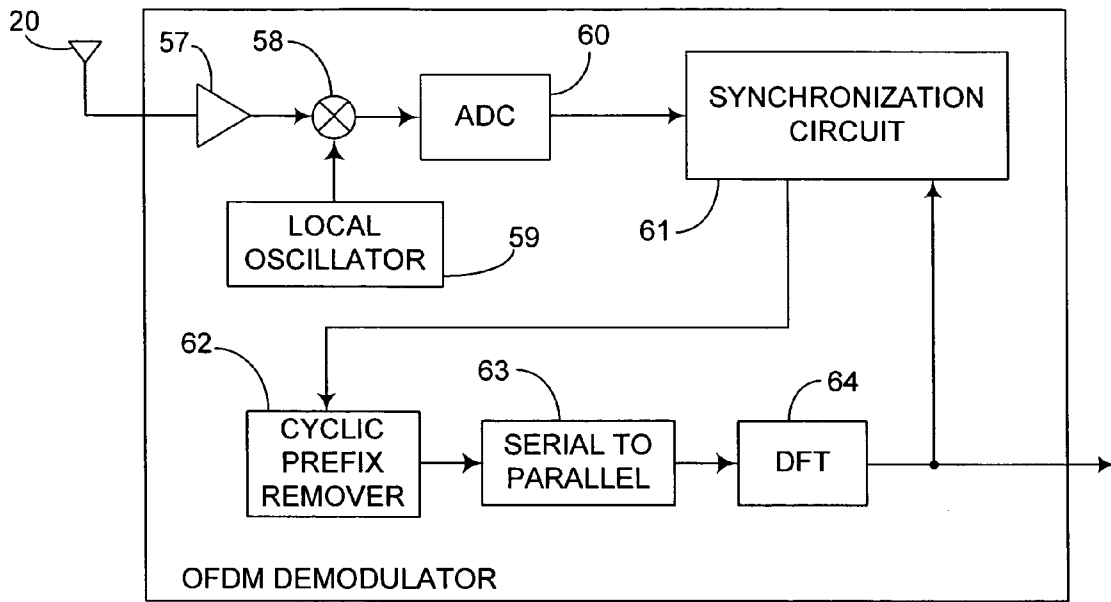 20
57
58
60
ADC
SYNCHRONIZATION
CIRCUIT
LOCAL
OSCILLATOR
59
61
62
63
64
CYCLIC
PREFIX
REMOVER
SERIAL TO
PARALLEL
DFT
OFDM DEMODULATOR